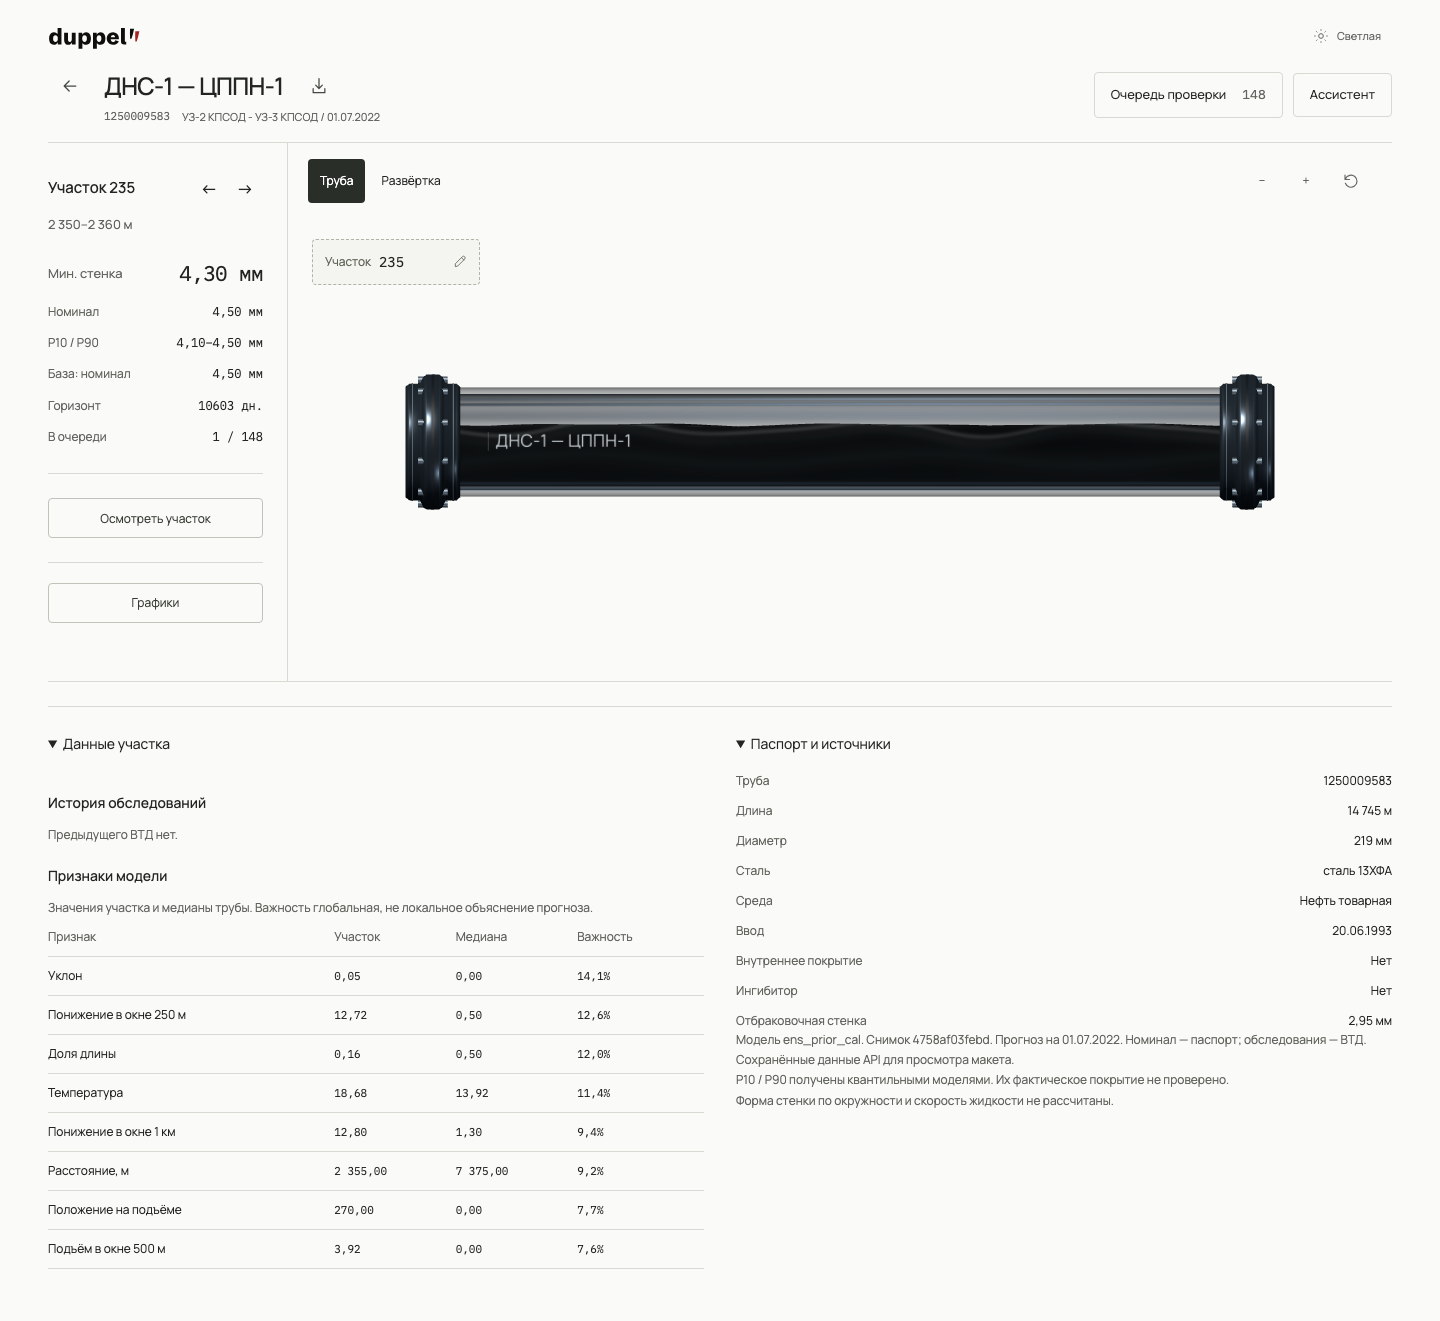 duppel
Светлая
ДНС-1 — ЦППН-1
1250009583 УЗ-2 КПСОД - УЗ-3 КПСОД / 01.07.2022
Очередь проверки 148
Ассистент
Участок 235
2 350–2 360 м
Мин. стенка 4,30 мм
Номинал 4,50 мм
P10 / P90 4,10–4,50 мм
База: номинал 4,50 мм
Горизонт 10603 дн.
В очереди 1 / 148
Осмотреть участок
Графики
Труба Развёртка
− +
Участок 235
ДНС-1 — ЦППН-1
Данные участка
История обследований
Предыдущего ВТД нет.
Признаки модели
Значения участка и медианы трубы. Важность глобальная, не локальное объяснение прогноза.
Признак Участок Медиана Важность
Уклон 0,05 0,00 14,1%
Понижение в окне 250 м 12,72 0,50 12,6%
Доля длины 0,16 0,50 12,0%
Температура 18,68 13,92 11,4%
Понижение в окне 1 км 12,80 1,30 9,4%
Расстояние, м 2 355,00 7 375,00 9,2%
Положение на подъёме 270,00 0,00 7,7%
Подъём в окне 500 м 3,92 0,00 7,6%
Паспорт и источники
Труба 1250009583
Длина 14 745 м
Диаметр 219 мм
Сталь сталь 13ХФА
Среда Нефть товарная
Ввод 20.06.1993
Внутреннее покрытие Нет
Ингибитор Нет
Отбраковочная стенка 2,95 мм
Модель ens_prior_cal. Снимок 4758af03febd. Прогноз на 01.07.2022. Номинал — паспорт; обследования — ВТД.
Сохранённые данные API для просмотра макета.
P10 / P90 получены квантильными моделями. Их фактическое покрытие не проверено.
Форма стенки по окружности и скорость жидкости не рассчитаны.